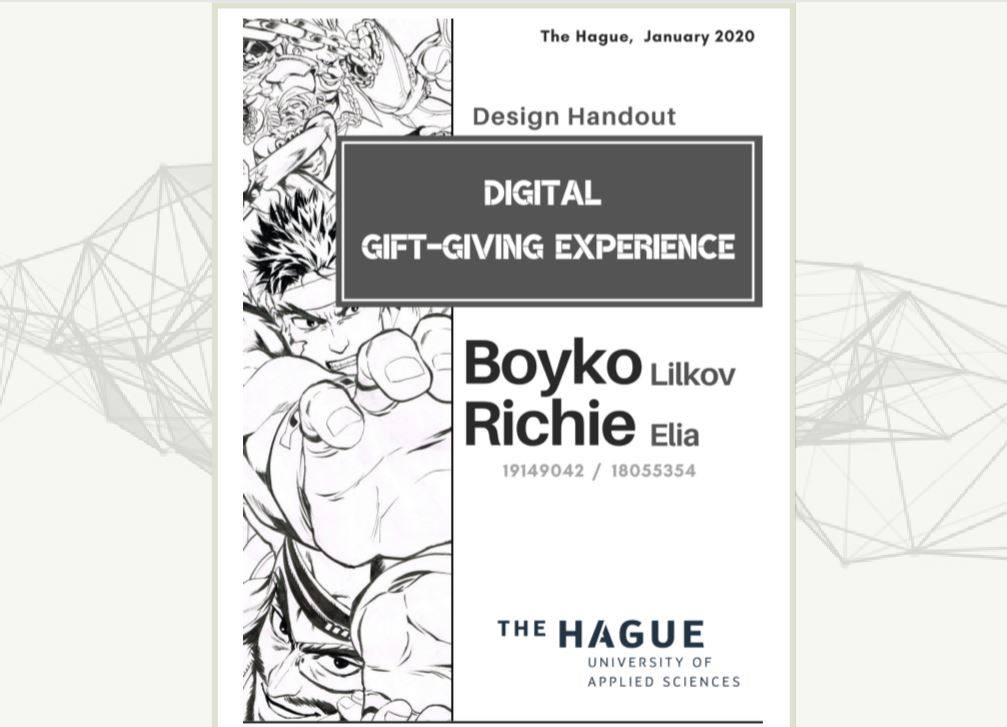 The Hague, January 2020
Design Handout
DIGITAL
GIFT-GIVING EXPERIENCE
Boyko Lilkov
Richie Elia
19149042 / 18055354
THE HAGUE
UNIVERSITY OF
APPLIED SCIENCES